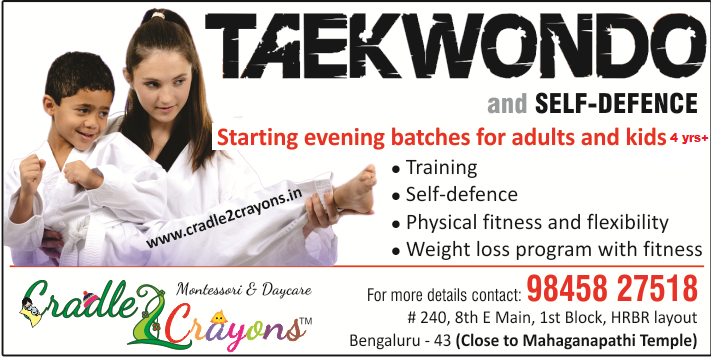 TAEKWONDO
and SELF-DEFENCE
Starting evening batches for adults and kids 4 yrs+
• Training
• Self-defence
• Physical fitness and flexibility
• Weight loss program with fitness
www.cradle2crayons.in
Cradle 2 Crayons™
Montessori & Daycare
For more details contact: 98458 27518
# 240, 8th E Main, 1st Block, HRBR layout
Bengaluru - 43 (Close to Mahaganapathi Temple)